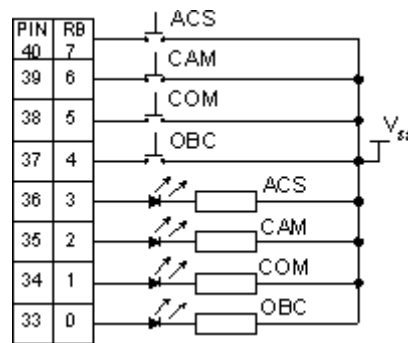 PIN RB
40 7 ACS
39 6 CAM
38 5 COM
37 4 OBC
36 3 ACS
35 2 CAM
34 1 COM
33 0 OBC